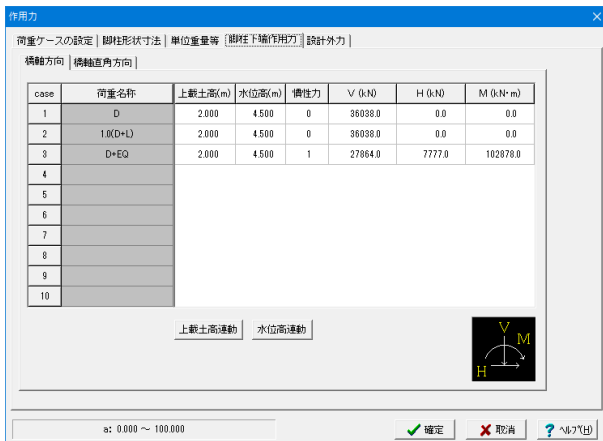 作用力
荷重ケースの設定 脚柱形状寸法 単位重量等 脚柱下端作用力 設計外力
橋軸方向 橋軸直角方向
case 荷重名称 上載土高(m) 水位高(m) 慣性力 V (kN) H (kN) M (kN・m)
1 D 2.000 4.500 0 36038.0 0.0 0.0
2 1.0(D+L) 2.000 4.500 0 36038.0 0.0 0.0
3 D+EQ 2.000 4.500 1 27864.0 7777.0 102878.0
4
5
6
7
8
9
10
上載土高連動 水位高連動
V
M
H
a: 0.000 ～ 100.000 確定 取消 ヘルプ(H)